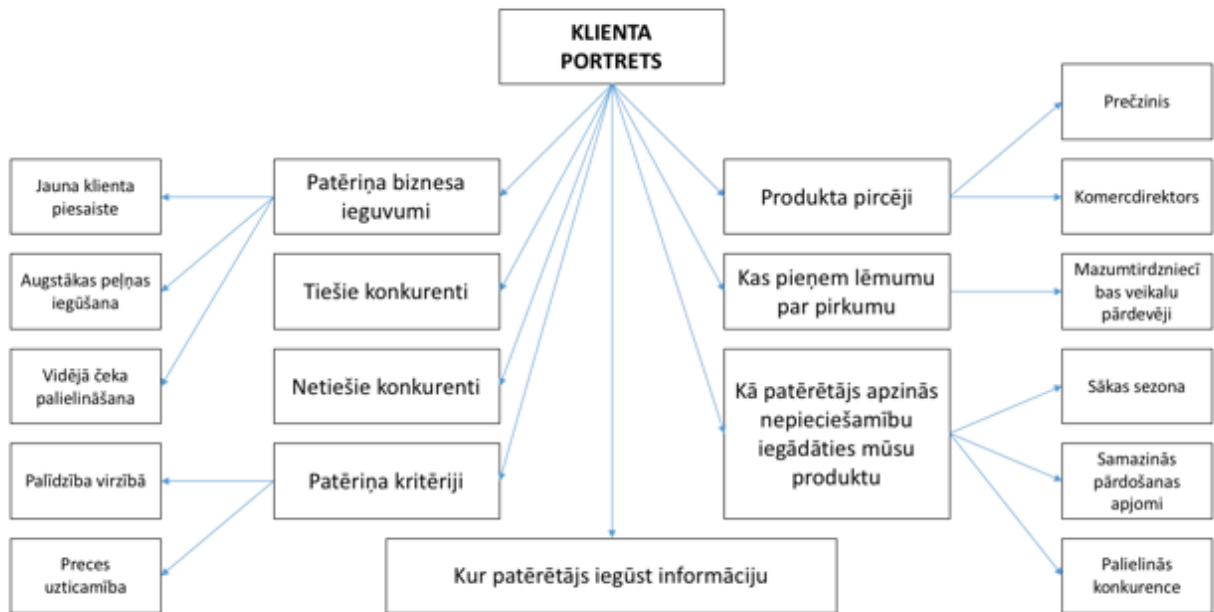 KLIENTA
PORTRETS
Jauna klienta
piesaiste
Augstākas peļņas
iegūšana
Vidējā čeka
palielināšana
Palīdzība virzībā
Preces
uzticamība
Patēriņa biznesa
ieguvumi
Tiešie konkurenti
Netiešie konkurenti
Patēriņa kritēriji
Kur patērētājs iegūst informāciju
Produkta pircēji
Kas pieņem lēmumu
par pirkumu
Kā patērētājs apzinās
nepieciešamību
iegādāties mūsu
produktu
Prečzinis
Komercdirektors
Mazumtirdzniecī
bas veikalu
pārdevēji
Sākas sezona
Samazinās
pārdošanas
apjomi
Palielinās
konkurence